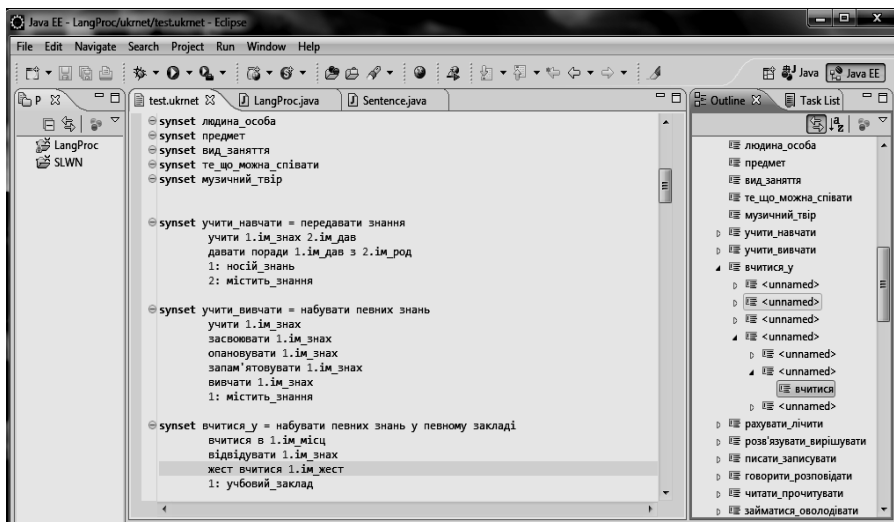 Java EE - LangProc/ukrnet/test.ukrnet - Eclipse
File Edit Navigate Search Project Run Window Help
Java Java EE
P
test.ukrnet LangProc.java Sentence.java
Outline Task List
LangProc
SLWN
synset людина_особа
synset предмет
synset вид_заняття
synset те_що_можна_співати
synset музичний_твір
synset учити_навчати = передавати знання
учити 1.ім_знах 2.ім_дав
давати поради 1.ім_дав з 2.ім_род
1: носій_знань
2: містить_знання
synset учити_вивчати = набувати певних знань
учити 1.ім_знах
засвоювати 1.ім_знах
опановувати 1.ім_знах
запам'ятовувати 1.ім_знах
вивчати 1.ім_знах
1: містить_знання
synset вчитися_у = набувати певних знань у певному закладі
вчитися в 1.ім_місц
відвідувати 1.ім_знах
жест вчитися 1.ім_жест
1: учбовий_заклад
людина_особа
предмет
вид_заняття
те_що_можна_співати
музичний_твір
учити_навчати
учити_вивчати
вчитися_у
<unnamed>
<unnamed>
<unnamed>
<unnamed>
<unnamed>
<unnamed>
вчитися
<unnamed>
рахувати_лічити
розв'язувати_вирішувати
писати_записувати
говорити_розповідати
читати_прочитувати
займатися_оволодівати